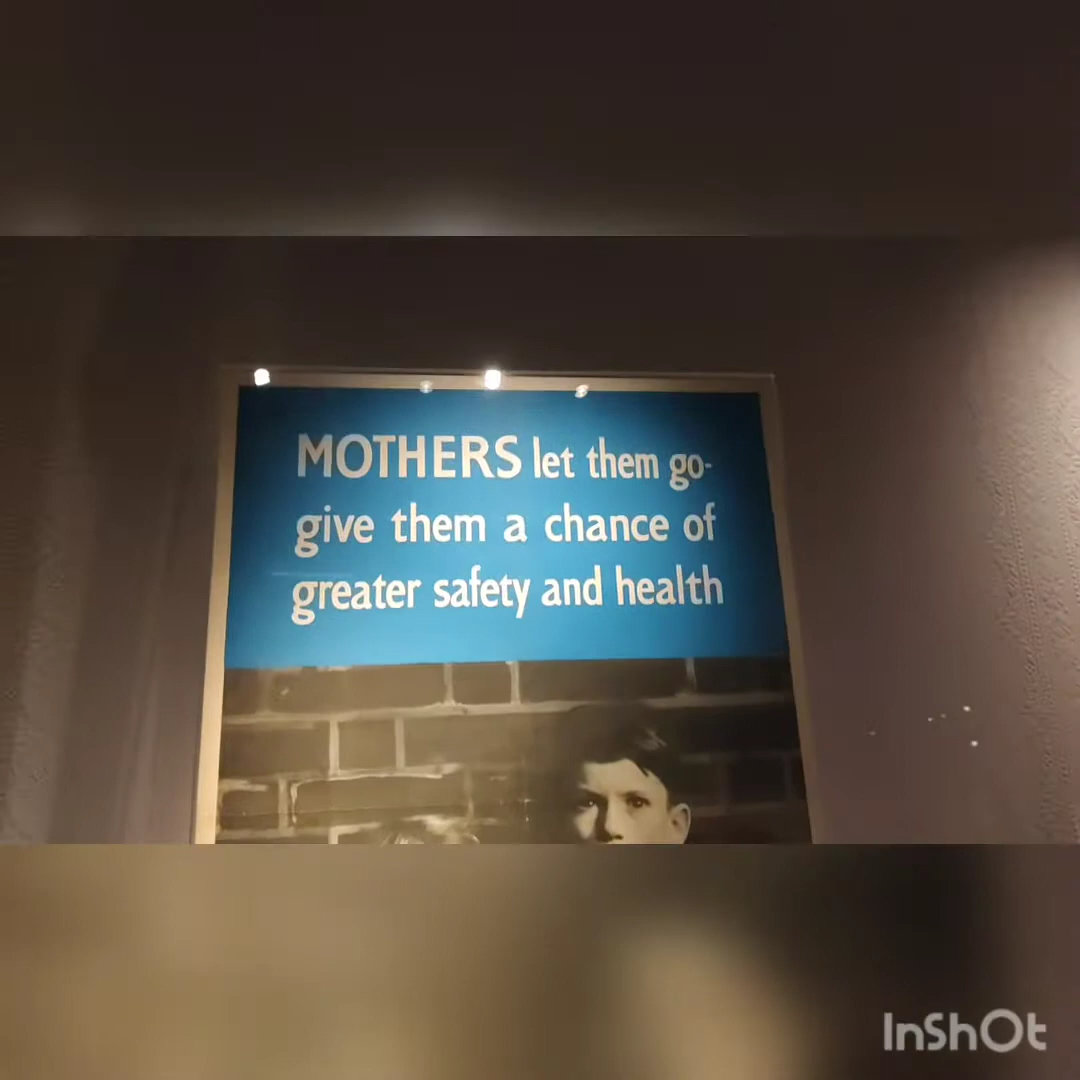 MOTHERS let them go-
give them a chance of
greater safety and health
InShOt